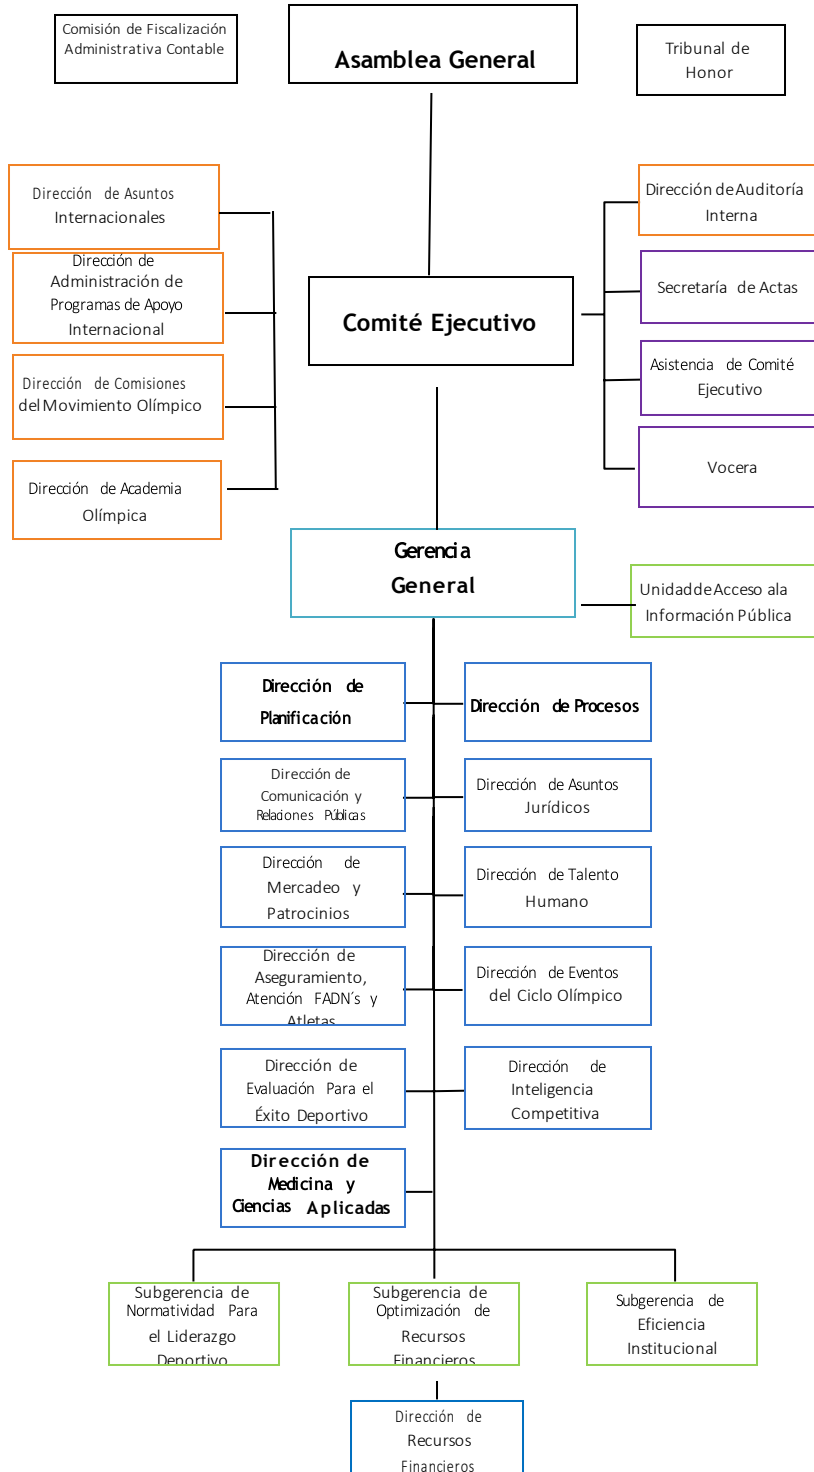 Comisión de Fiscalización
Administrativa Contable
Asamblea General
Tribunal de
Honor
Dirección de Asuntos
Internacionales
Dirección de
Administración de
Programas de Apoyo
Internacional
Dirección de Comisiones
del Movimiento Olímpico
Dirección de Academia
Olímpica
Comité Ejecutivo
Dirección de Auditoría
Interna
Secretaría de Actas
Asistencia de Comité
Ejecutivo
Vocera
Gerencia
General
Unidad de Acceso a la
Información Pública
Dirección de
Planificación
Dirección de Procesos
Dirección de
Comunicación y
Relaciones Públicas
Dirección de Asuntos
Jurídicos
Dirección de
Mercadeo y
Patrocinios
Dirección de Talento
Humano
Dirección de
Aseguramiento,
Atención FADN´s y
Atletas
Dirección de Eventos
del Ciclo Olímpico
Dirección de
Evaluación Para el
Éxito Deportivo
Dirección de
Inteligencia
Competitiva
Dirección de
Medicina y
Ciencias Aplicadas
Subgerencia de
Normatividad Para
el Liderazgo
Deportivo
Subgerencia de
Optimización de
Recursos
Financieros
Subgerencia de
Eficiencia
Institucional
Dirección de
Recursos
Financieros